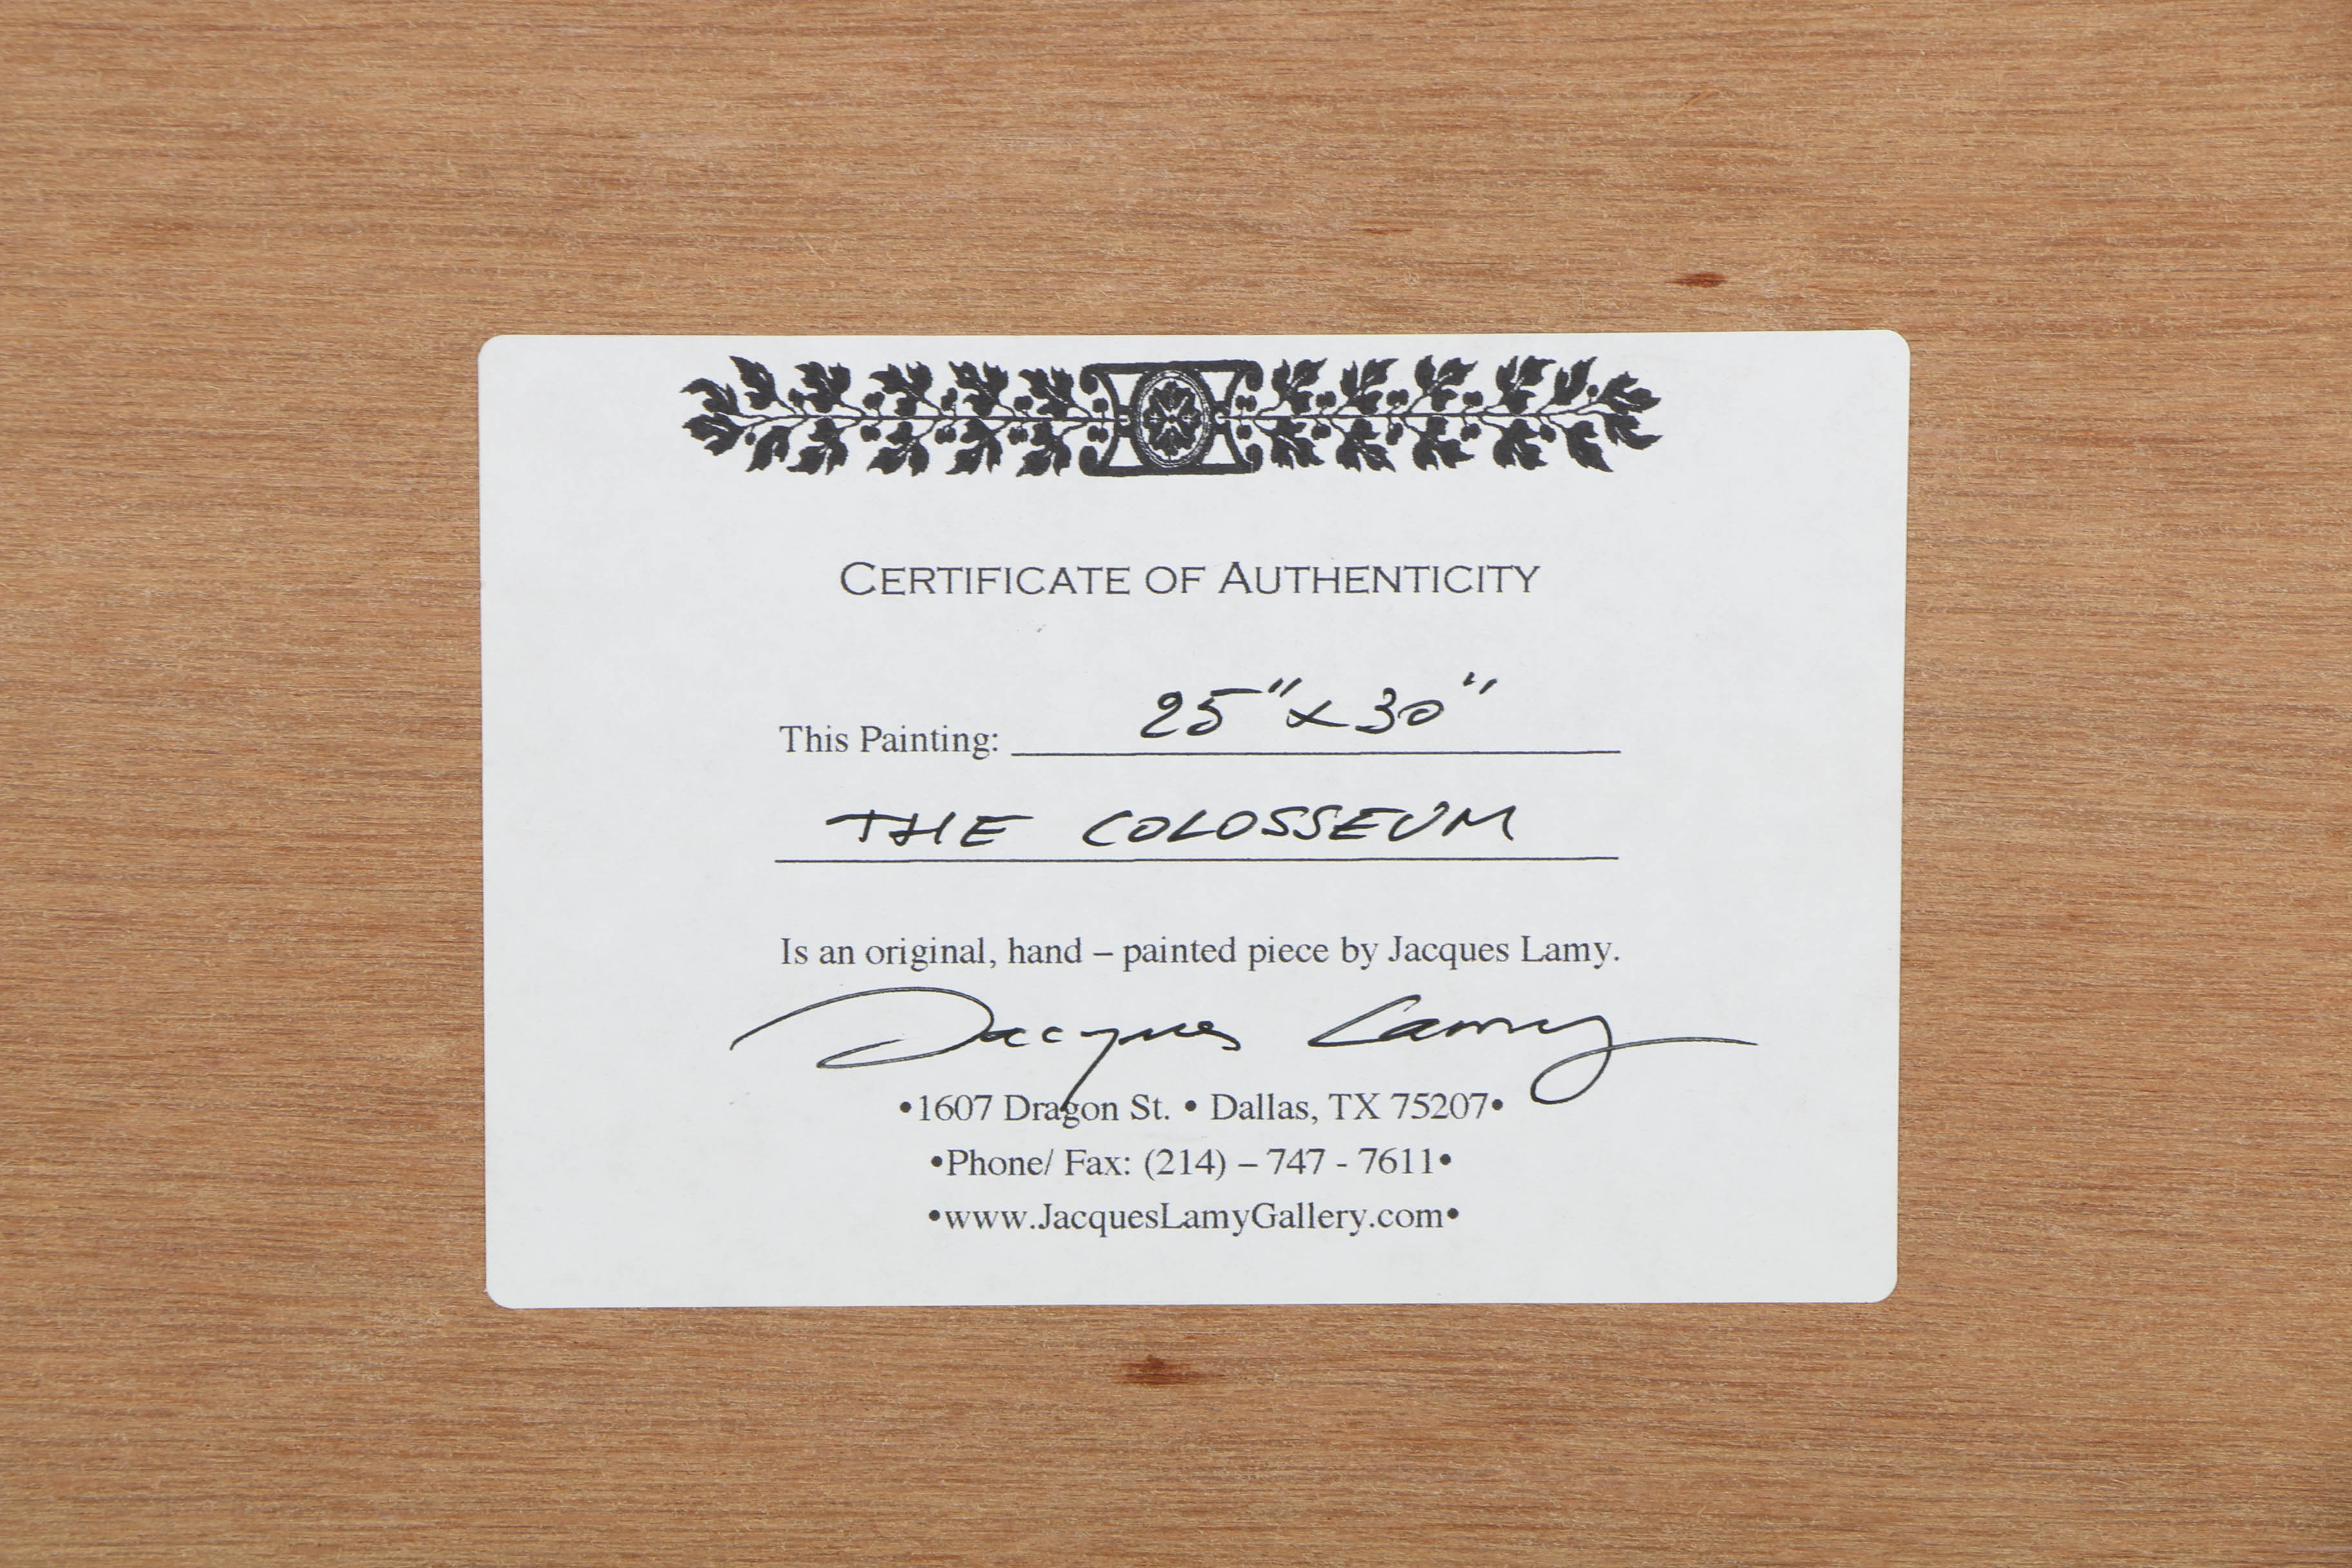 CERTIFICATE OF AUTHENTICITY
This Painting: 25" x 30"
THE COLOSSEUM
Is an original, hand – painted piece by Jacques Lamy.
Jacques Lamy
•1607 Dragon St. • Dallas, TX 75207•
•Phone/ Fax: (214) – 747 - 7611•
•www.JacquesLamyGallery.com•